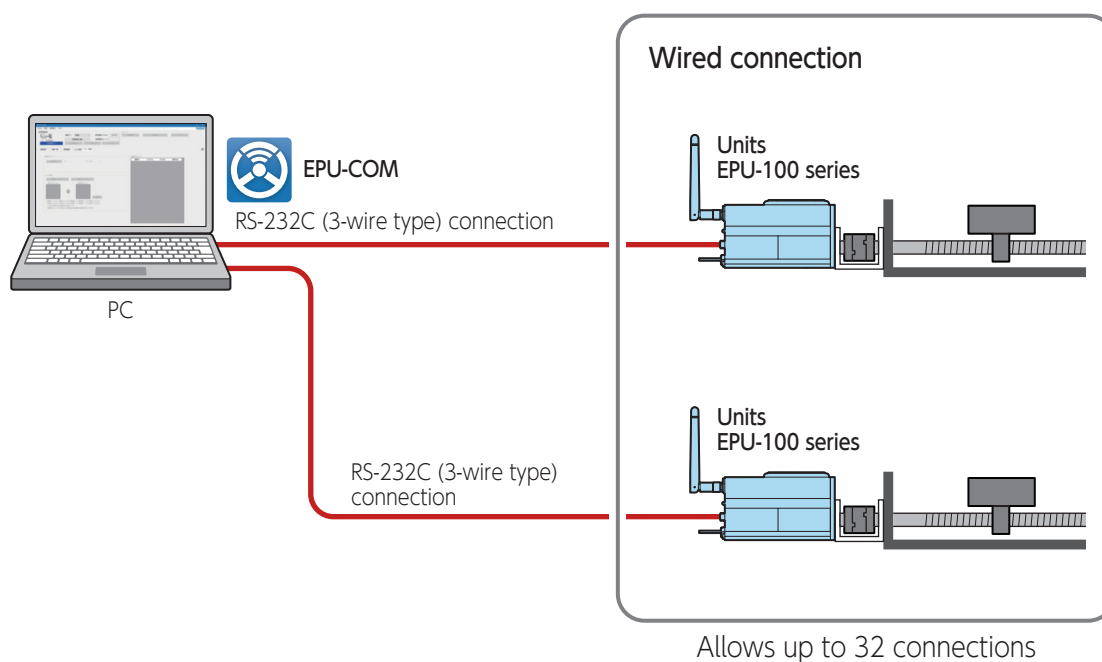 Wired connection
Units
EPU-100 series
EPU-COM
RS-232C (3-wire type) connection
PC
Units
EPU-100 series
RS-232C (3-wire type)
connection
Allows up to 32 connections